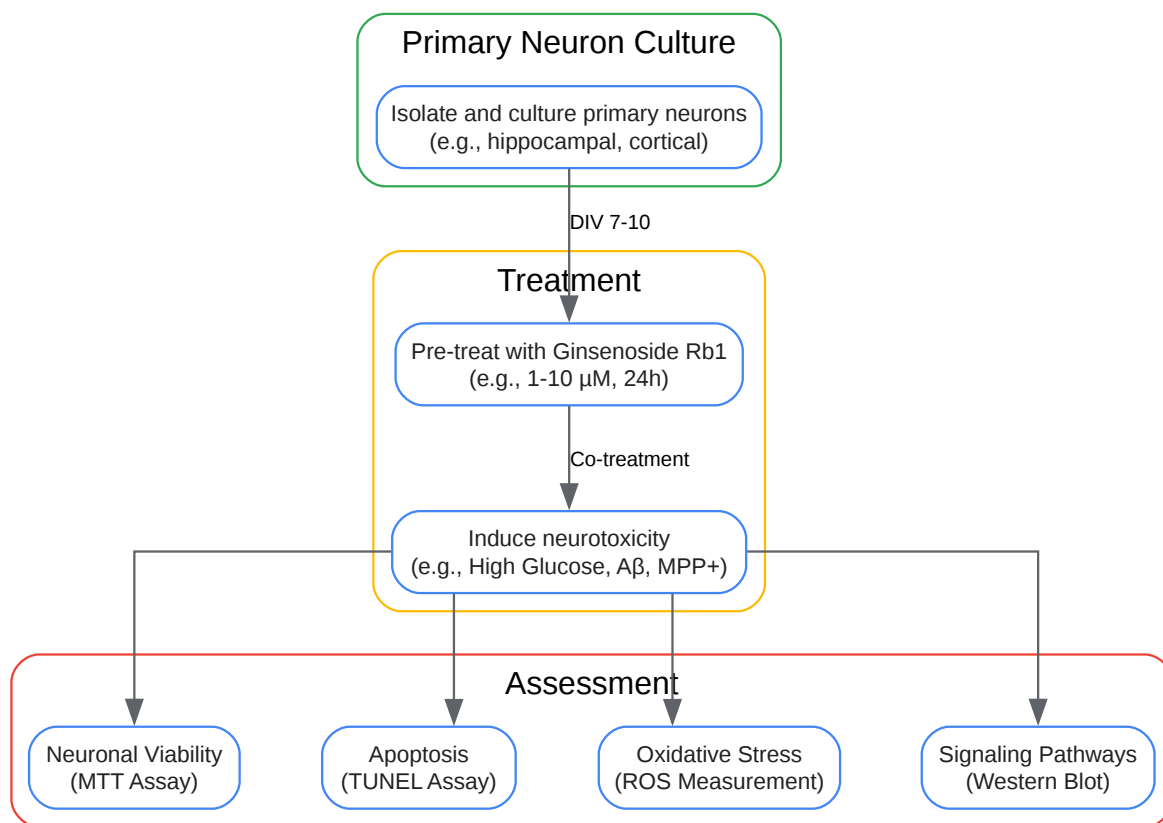 Primary Neuron Culture
Isolate and culture primary neurons
(e.g., hippocampal, cortical)
DIV 7-10
Treatment
Pre-treat with Ginsenoside Rb1
(e.g., 1-10 µM, 24h)
Co-treatment
Induce neurotoxicity
(e.g., High Glucose, Aβ, MPP+)
Assessment
Neuronal Viability
(MTT Assay)
Apoptosis
(TUNEL Assay)
Oxidative Stress
(ROS Measurement)
Signaling Pathways
(Western Blot)